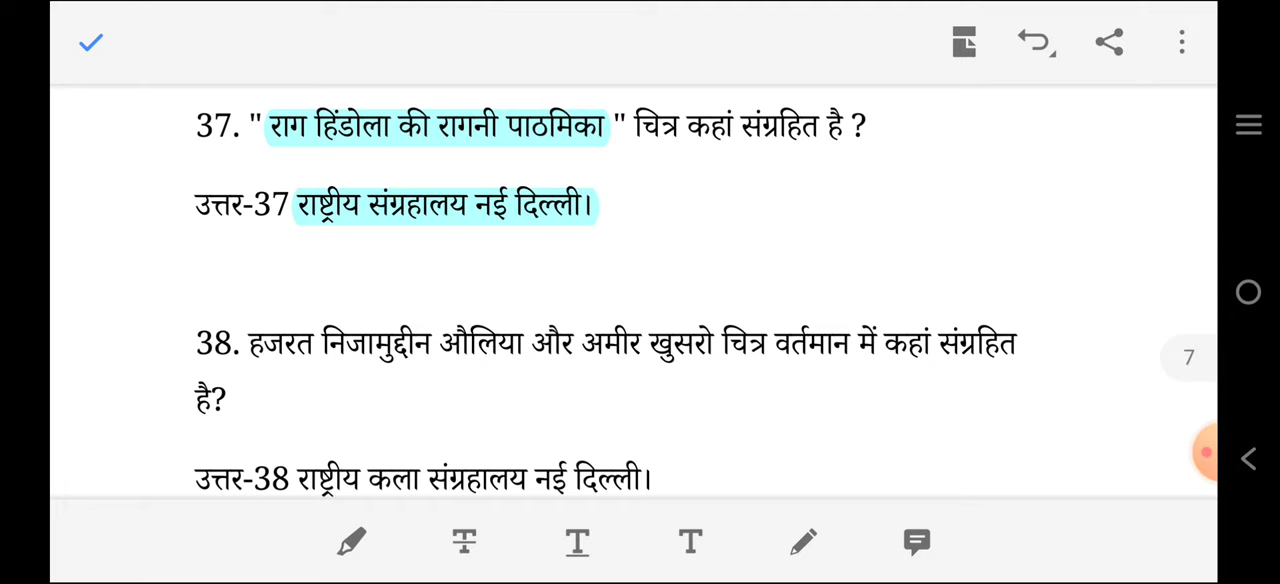 37. " राग हिंडोला की रागनी पाठमिका " चित्र कहां संग्रहित है ?
उत्तर-37 राष्ट्रीय संग्रहालय नई दिल्ली।
38. हजरत निजामुद्दीन औलिया और अमीर खुसरो चित्र वर्तमान में कहां संग्रहित
है?
7
उत्तर-38 राष्ट्रीय कला संग्रहालय नई दिल्ली।